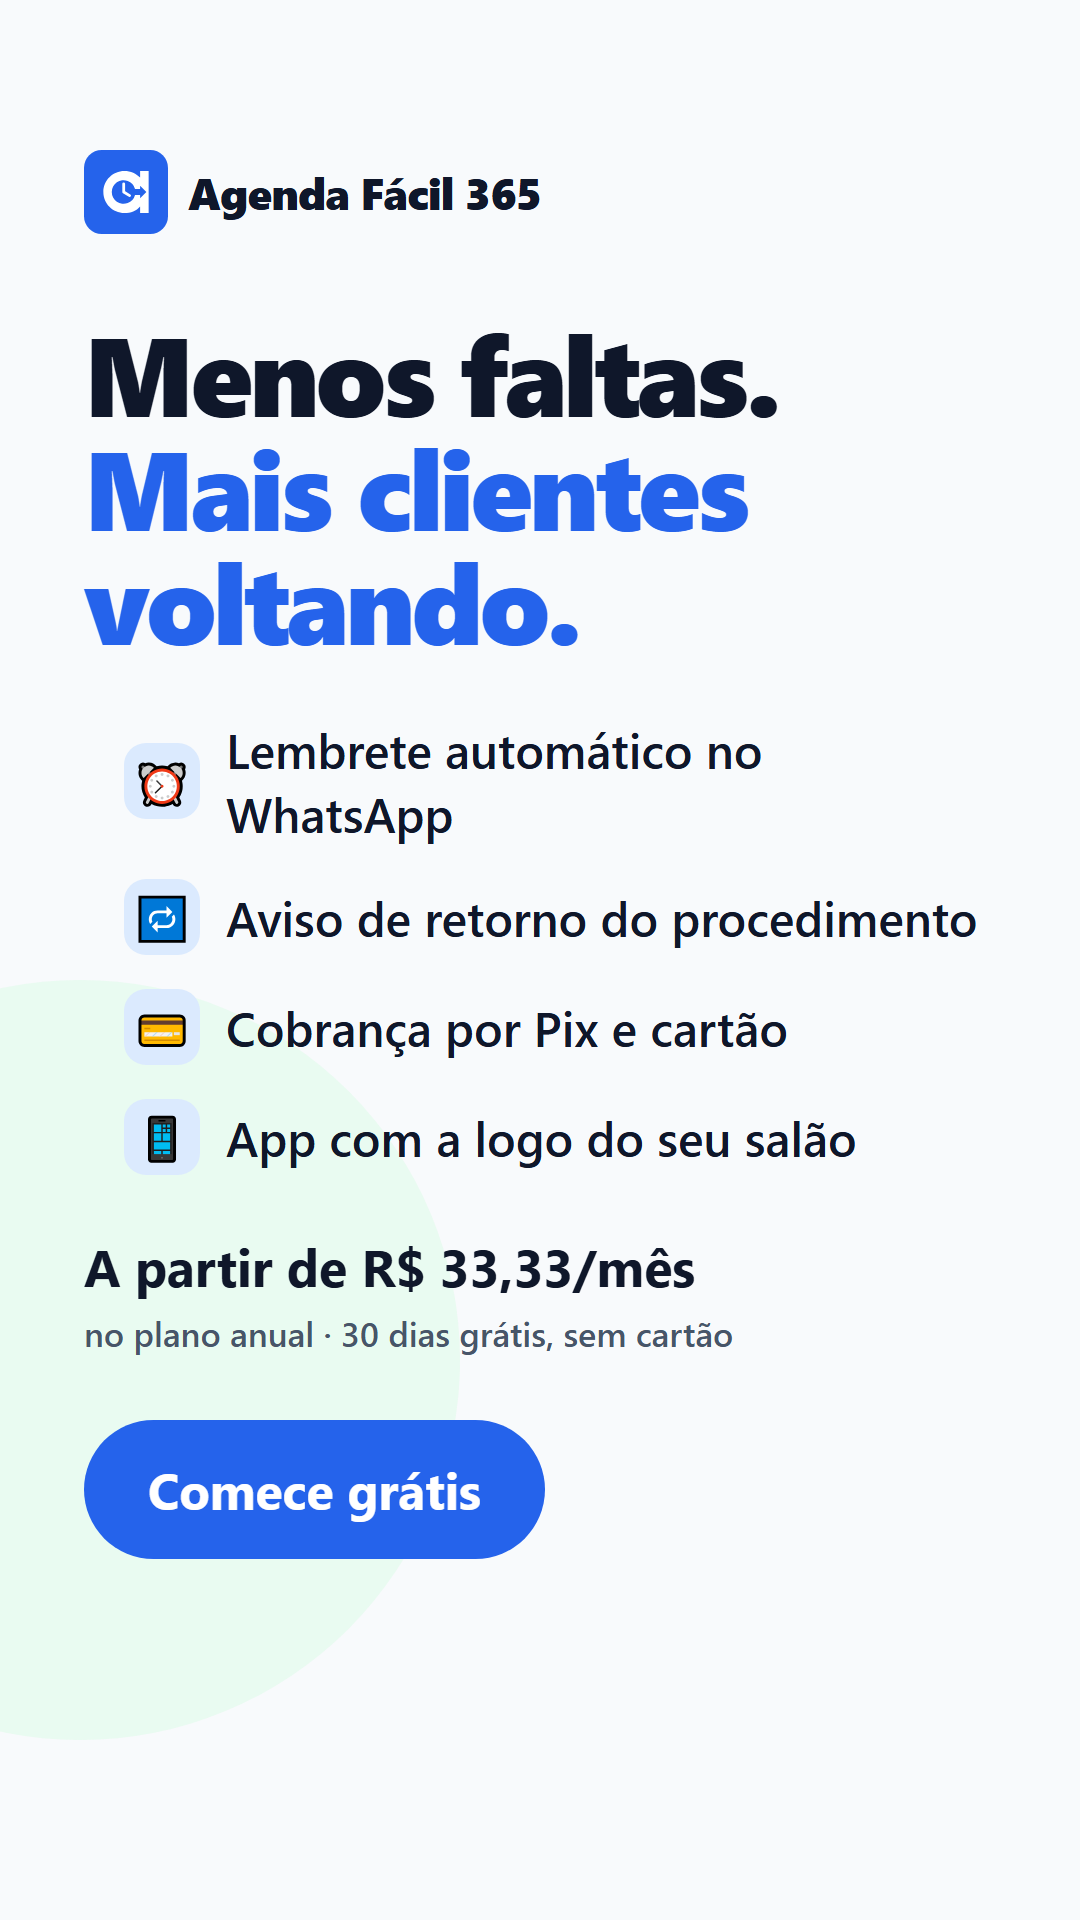 Agenda Fácil 365
Menos faltas.
Mais clientes
voltando.
Lembrete automático no
WhatsApp
Aviso de retorno do procedimento
Cobrança por Pix e cartão
App com a logo do seu salão
A partir de R$ 33,33/mês
no plano anual · 30 dias grátis, sem cartão
Comece grátis